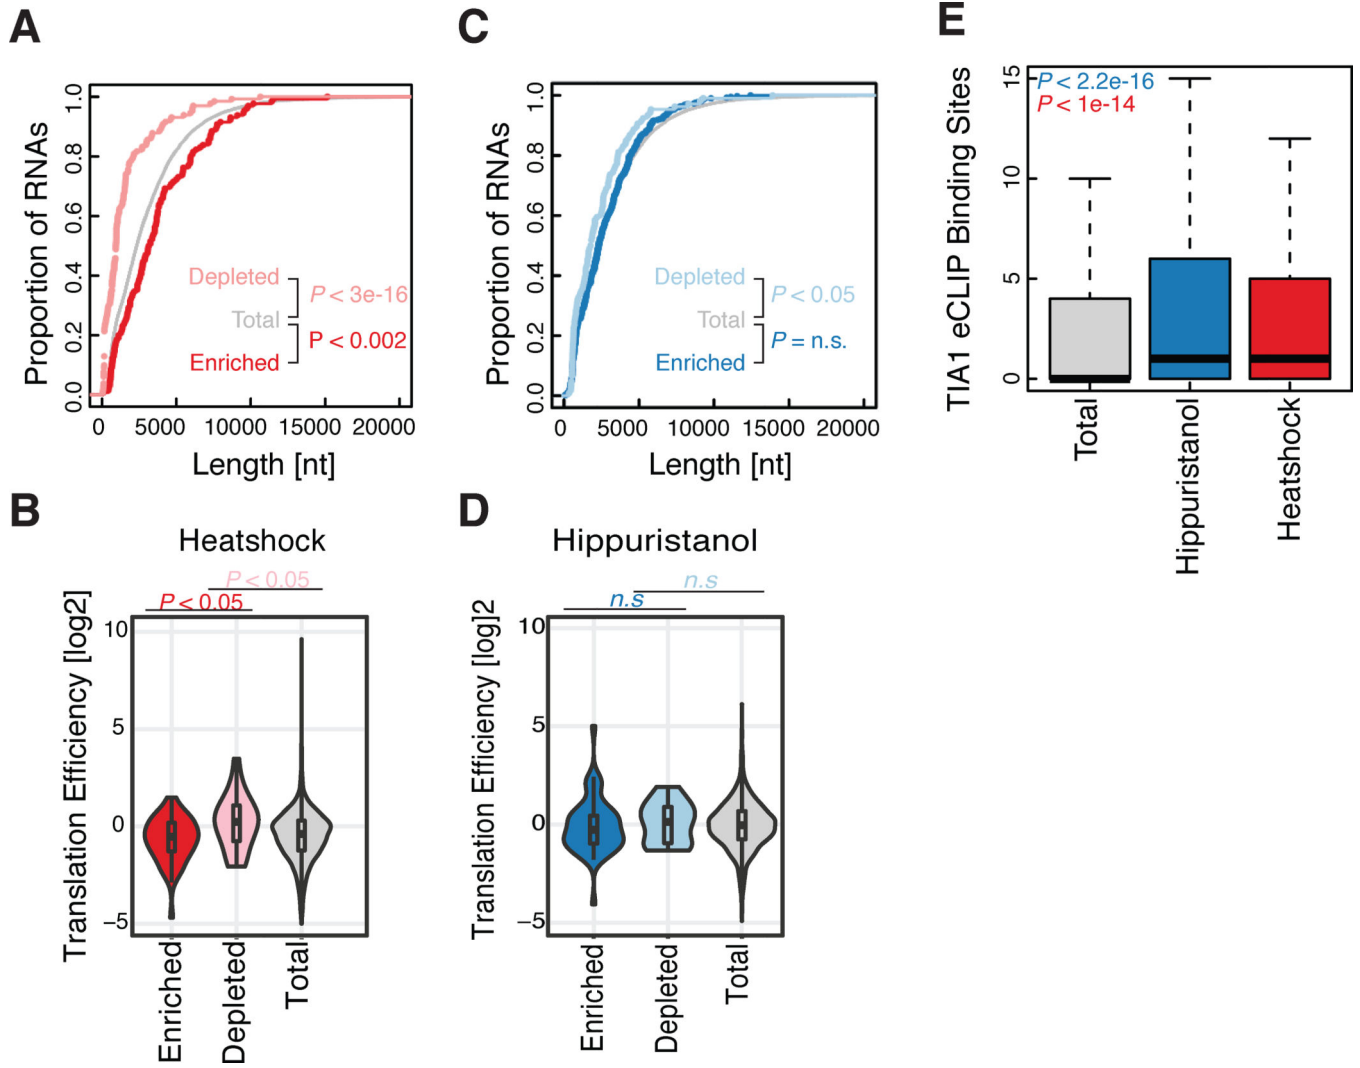 A
Proportion of RNAs
1.0
0.8
0.6
0.4
0.2
0.0
Depleted
Total
Enriched
P < 3e-16
P < 0.002
0 5000 10000 15000 20000
Length [nt]
C
Proportion of RNAs
1.0
0.8
0.6
0.4
0.2
0.0
Depleted
Total
Enriched
P < 0.05
P = n.s.
0 5000 10000 15000 20000
Length [nt]
E
TIA1 eCLIP Binding Sites
15
10
5
0
P < 2.2e-16
P < 1e-14
Total
Hippuristanol
Heatshock
B
Heatshock
P < 0.05
P < 0.05
Translation Efficiency [log2]
10
5
0
−5
Enriched
Depleted
Total
D
Hippuristanol
n.s
n.s
Translation Efficiency [log]2
10
5
0
−5
Enriched
Depleted
Total